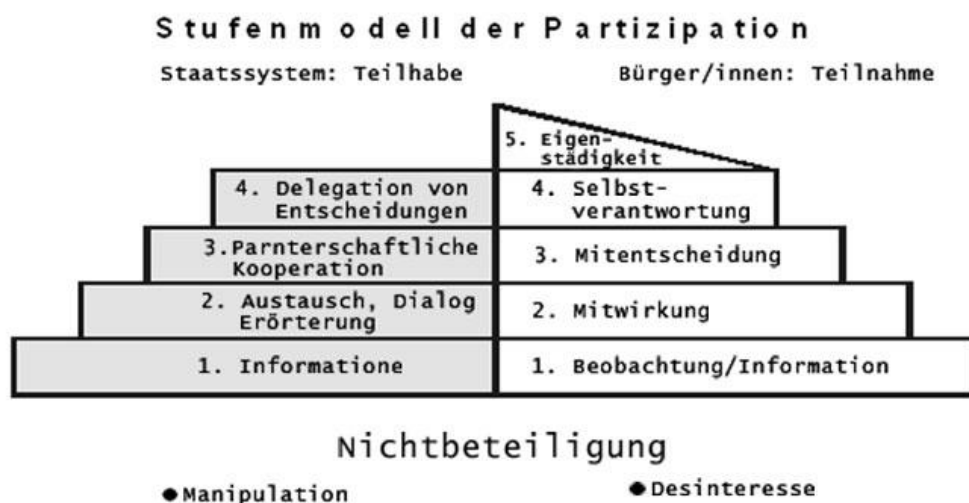 Stufenmodell der Partizipation
Staatssystem: Teilhabe
Bürger/innen: Teilnahme
5. Eigen-
städigkeit
4. Delegation von
Entscheidungen
4. Selbst-
verantwortung
3.Parnterschaftliche
Kooperation
3. Mitentscheidung
2. Austausch, Dialog
Erörterung
2. Mitwirkung
1. Informatione
1. Beobachtung/Information
Nichtbeteiligung
●Manipulation
●Desinteresse